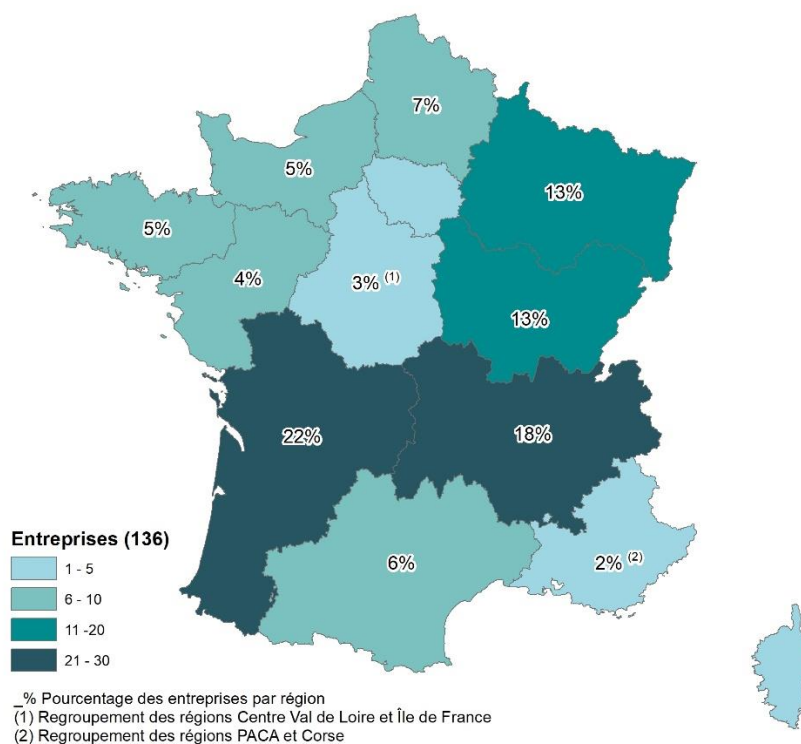 7%
5%
13%
5%
4%
3% (1)
13%
22%
18%
6%
2% (2)
Entreprises (136)
1 - 5
6 - 10
11 -20
21 - 30
_% Pourcentage des entreprises par région
(1) Regroupement des régions Centre Val de Loire et Île de France
(2) Regroupement des régions PACA et Corse